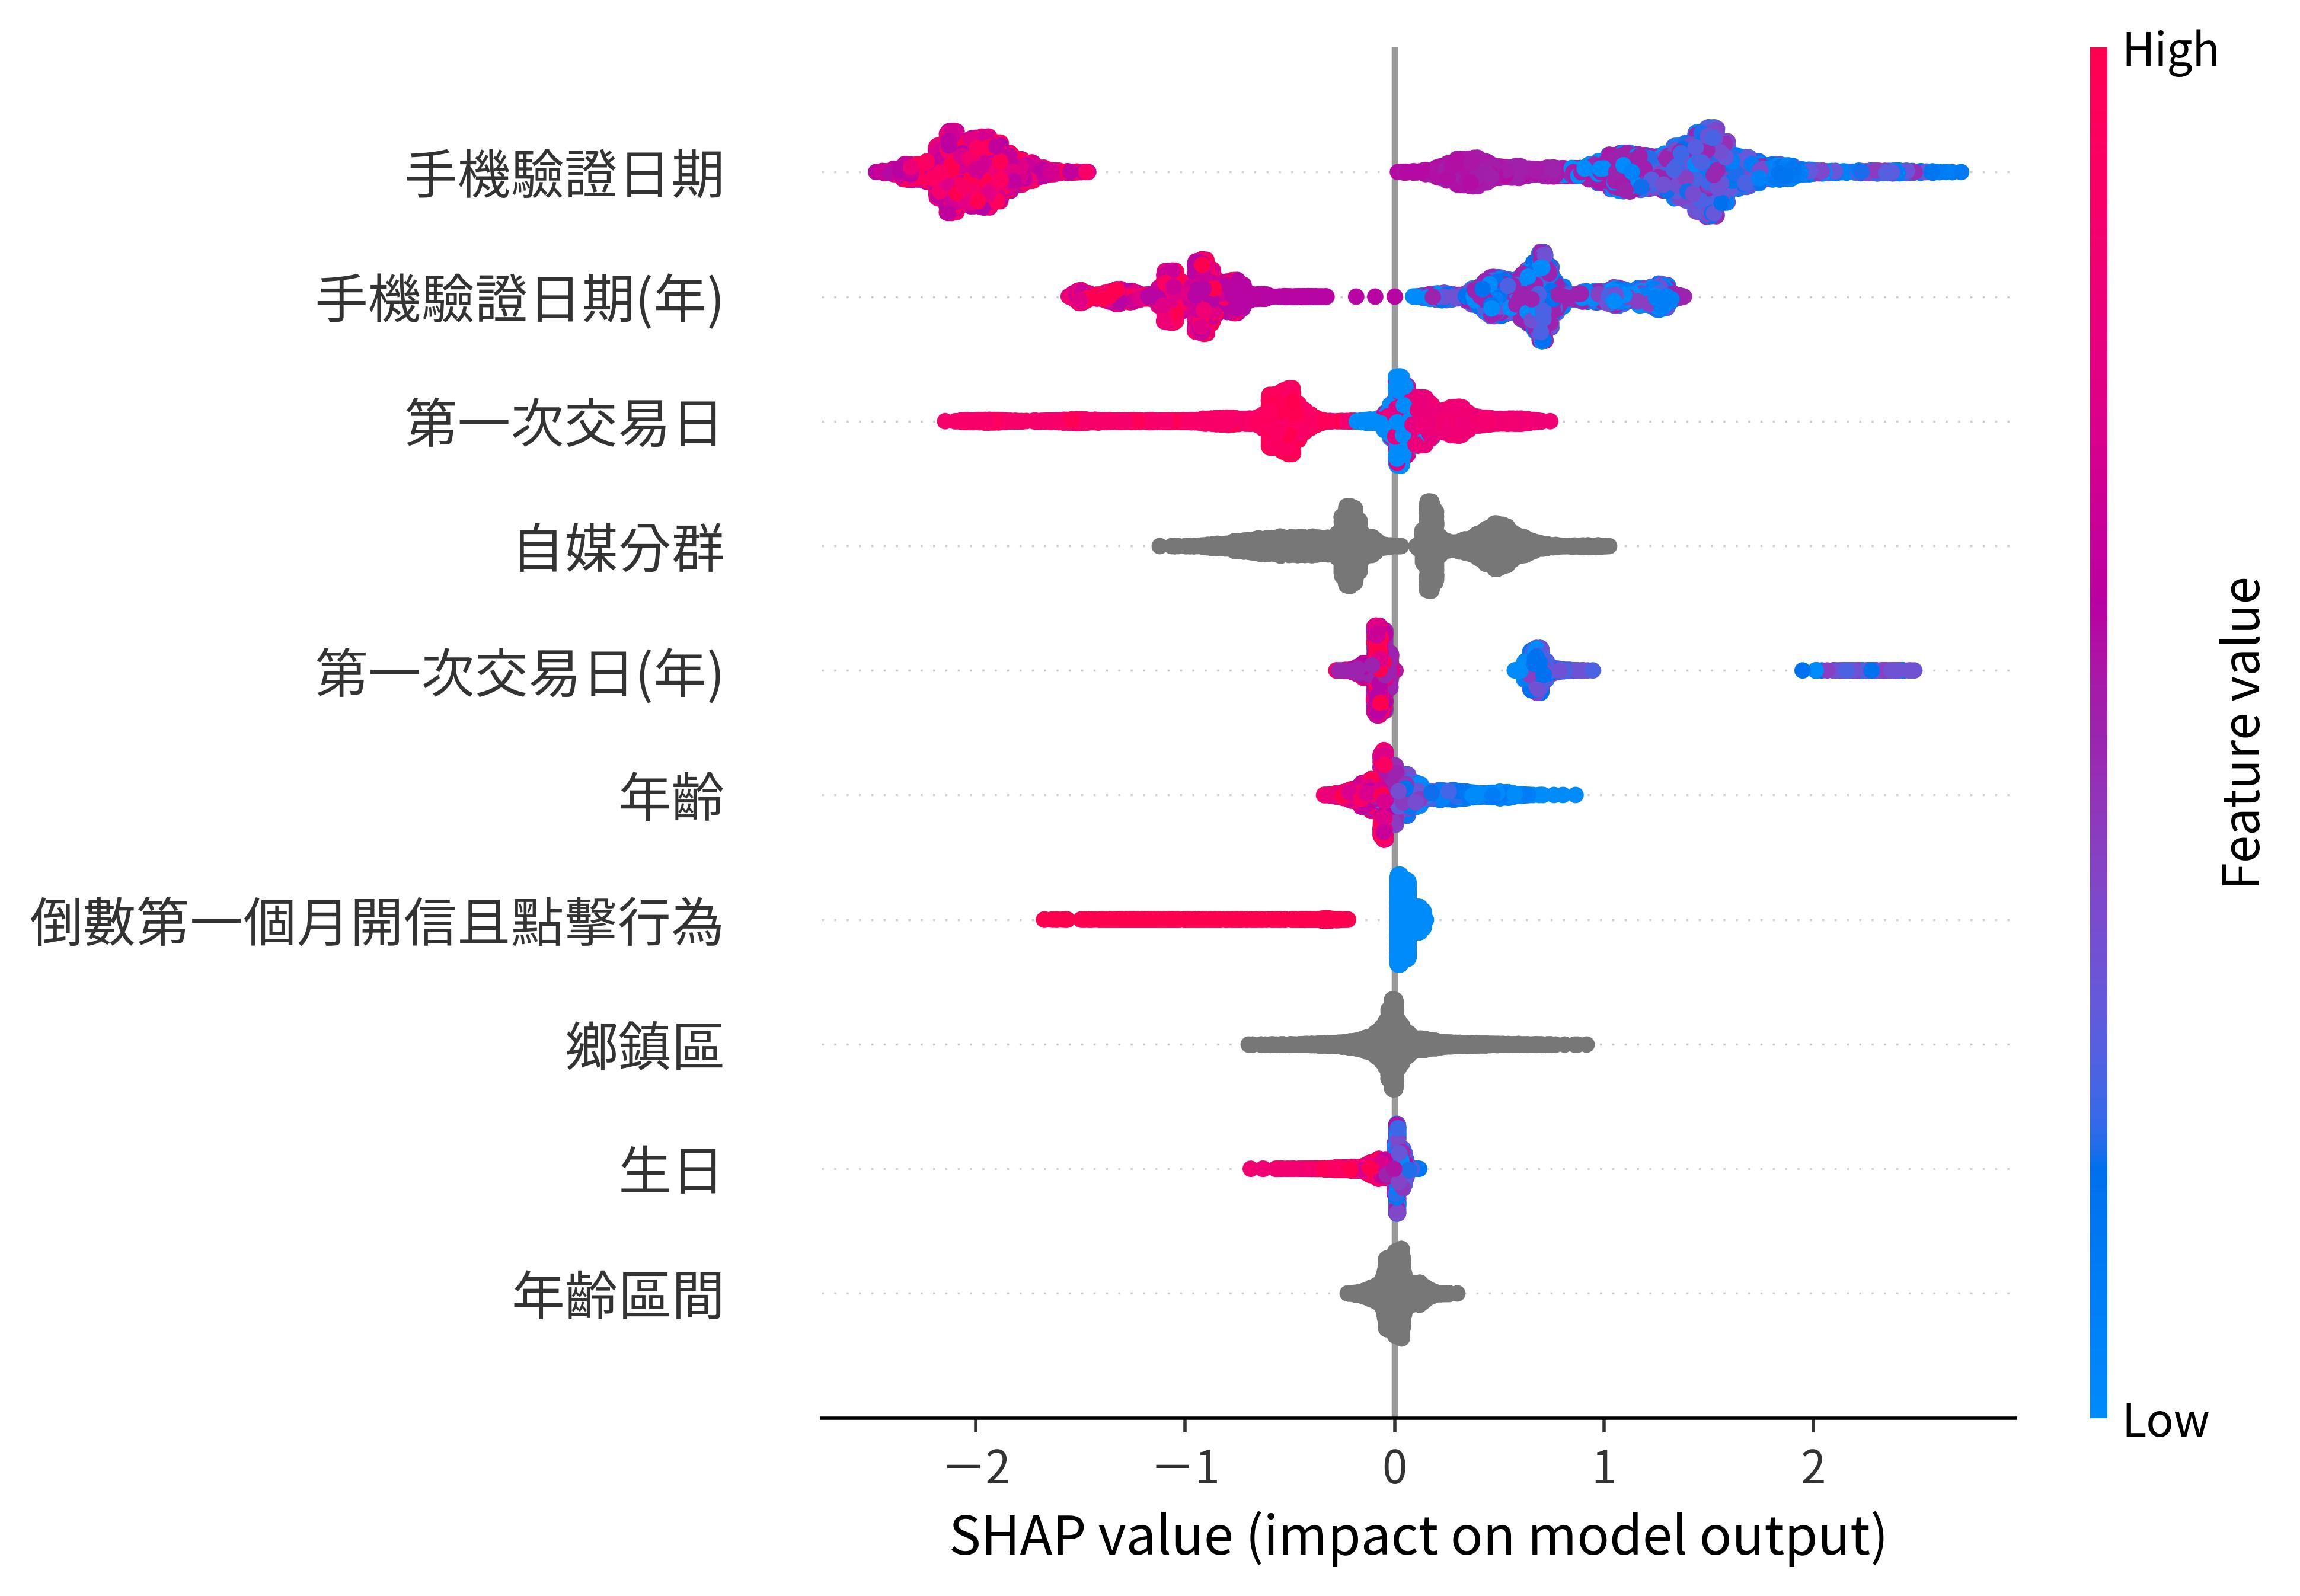 High
手機驗證日期
手機驗證日期(年)
第一次交易日
自媒分群
第一次交易日(年)
年齡
倒數第一個月開信且點擊行為
鄉鎮區
生日
年齡區間
Feature value
Low
−2 −1 0 1 2
SHAP value (impact on model output)